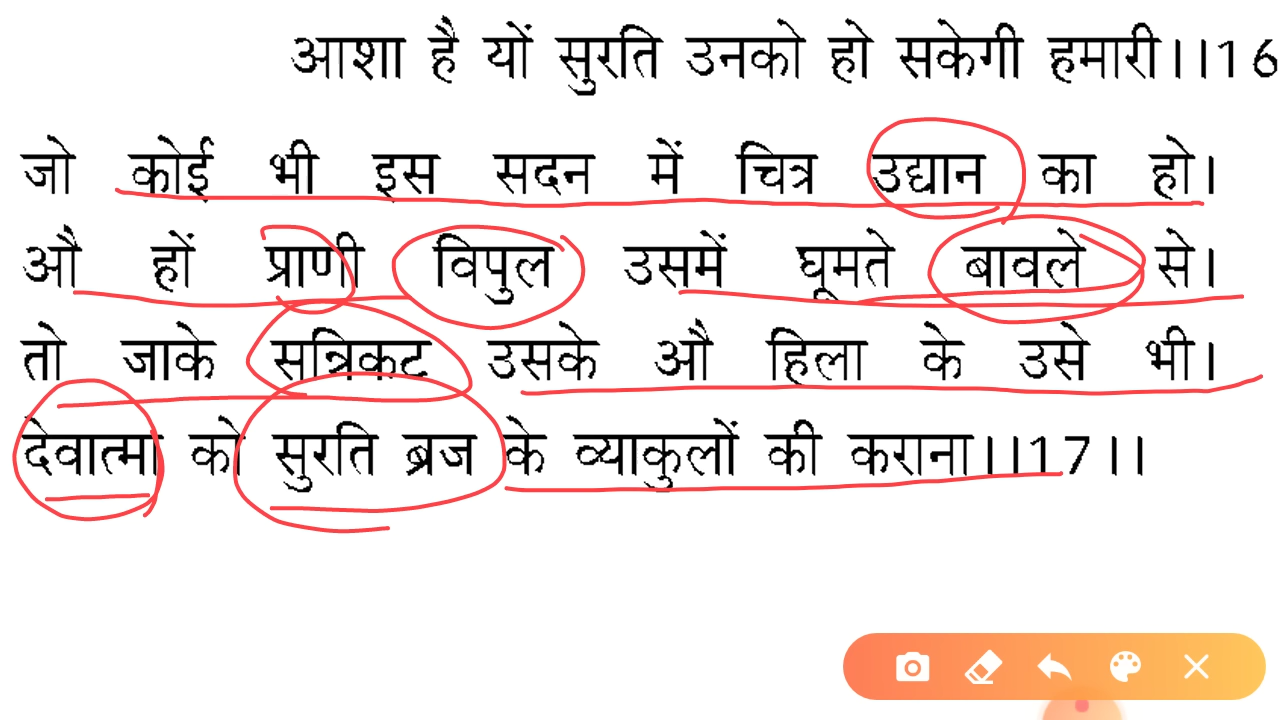 आशा है यों सुरति उनको हो सकेगी हमारी।।16
जो कोई भी इस सदन में चित्र उद्यान का हो।
औ हों प्राणी विपुल उसमें घूमते बावले से।
तो जाके सन्निकट उसके औ हिला के उसे भी।
देवात्मा को सुरति ब्रज के व्याकुलों की कराना।।17।।